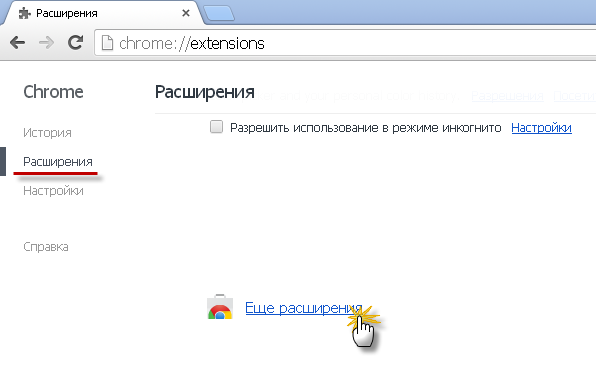 Расширения
chrome://extensions
Chrome
Расширения
История
Разрешить использование в режиме инкогнито Настройки
Расширения
Настройки
Справка
Еще расширения